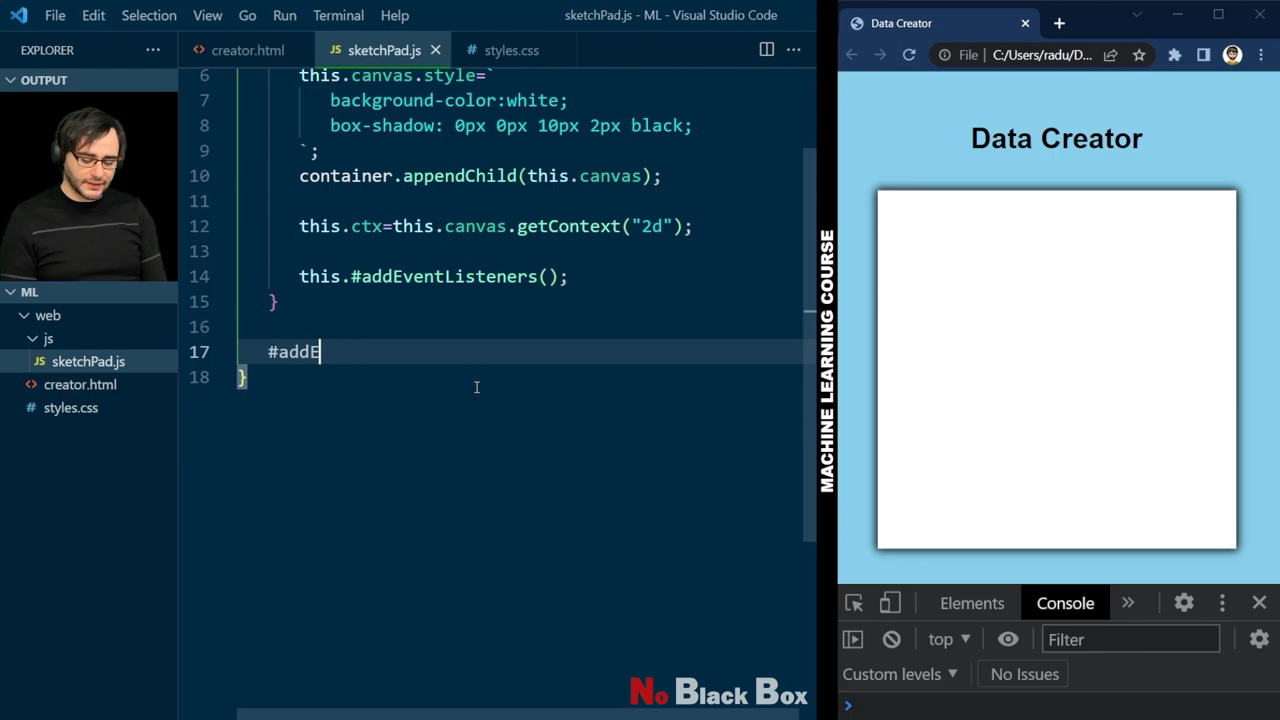 File Edit Selection View Go Run Terminal Help
sketchPad.js - ML - Visual Studio Code
EXPLORER
OUTPUT
ML
web
js
JS sketchPad.js
<> creator.html
# styles.css
<> creator.html
JS sketchPad.js
# styles.css
6 this.canvas.style=`
7 background-color:white;
8 box-shadow: 0px 0px 10px 2px black;
9 `;
10 container.appendChild(this.canvas);
11
12 this.ctx=this.canvas.getContext("2d");
13
14 this.#addEventListeners();
15 }
16
17 #addE
18 }
No Black Box
MACHINE LEARNING COURSE
Data Creator
File C:/Users/radu/D...
Data Creator
Elements Console
top Filter
Custom levels No Issues